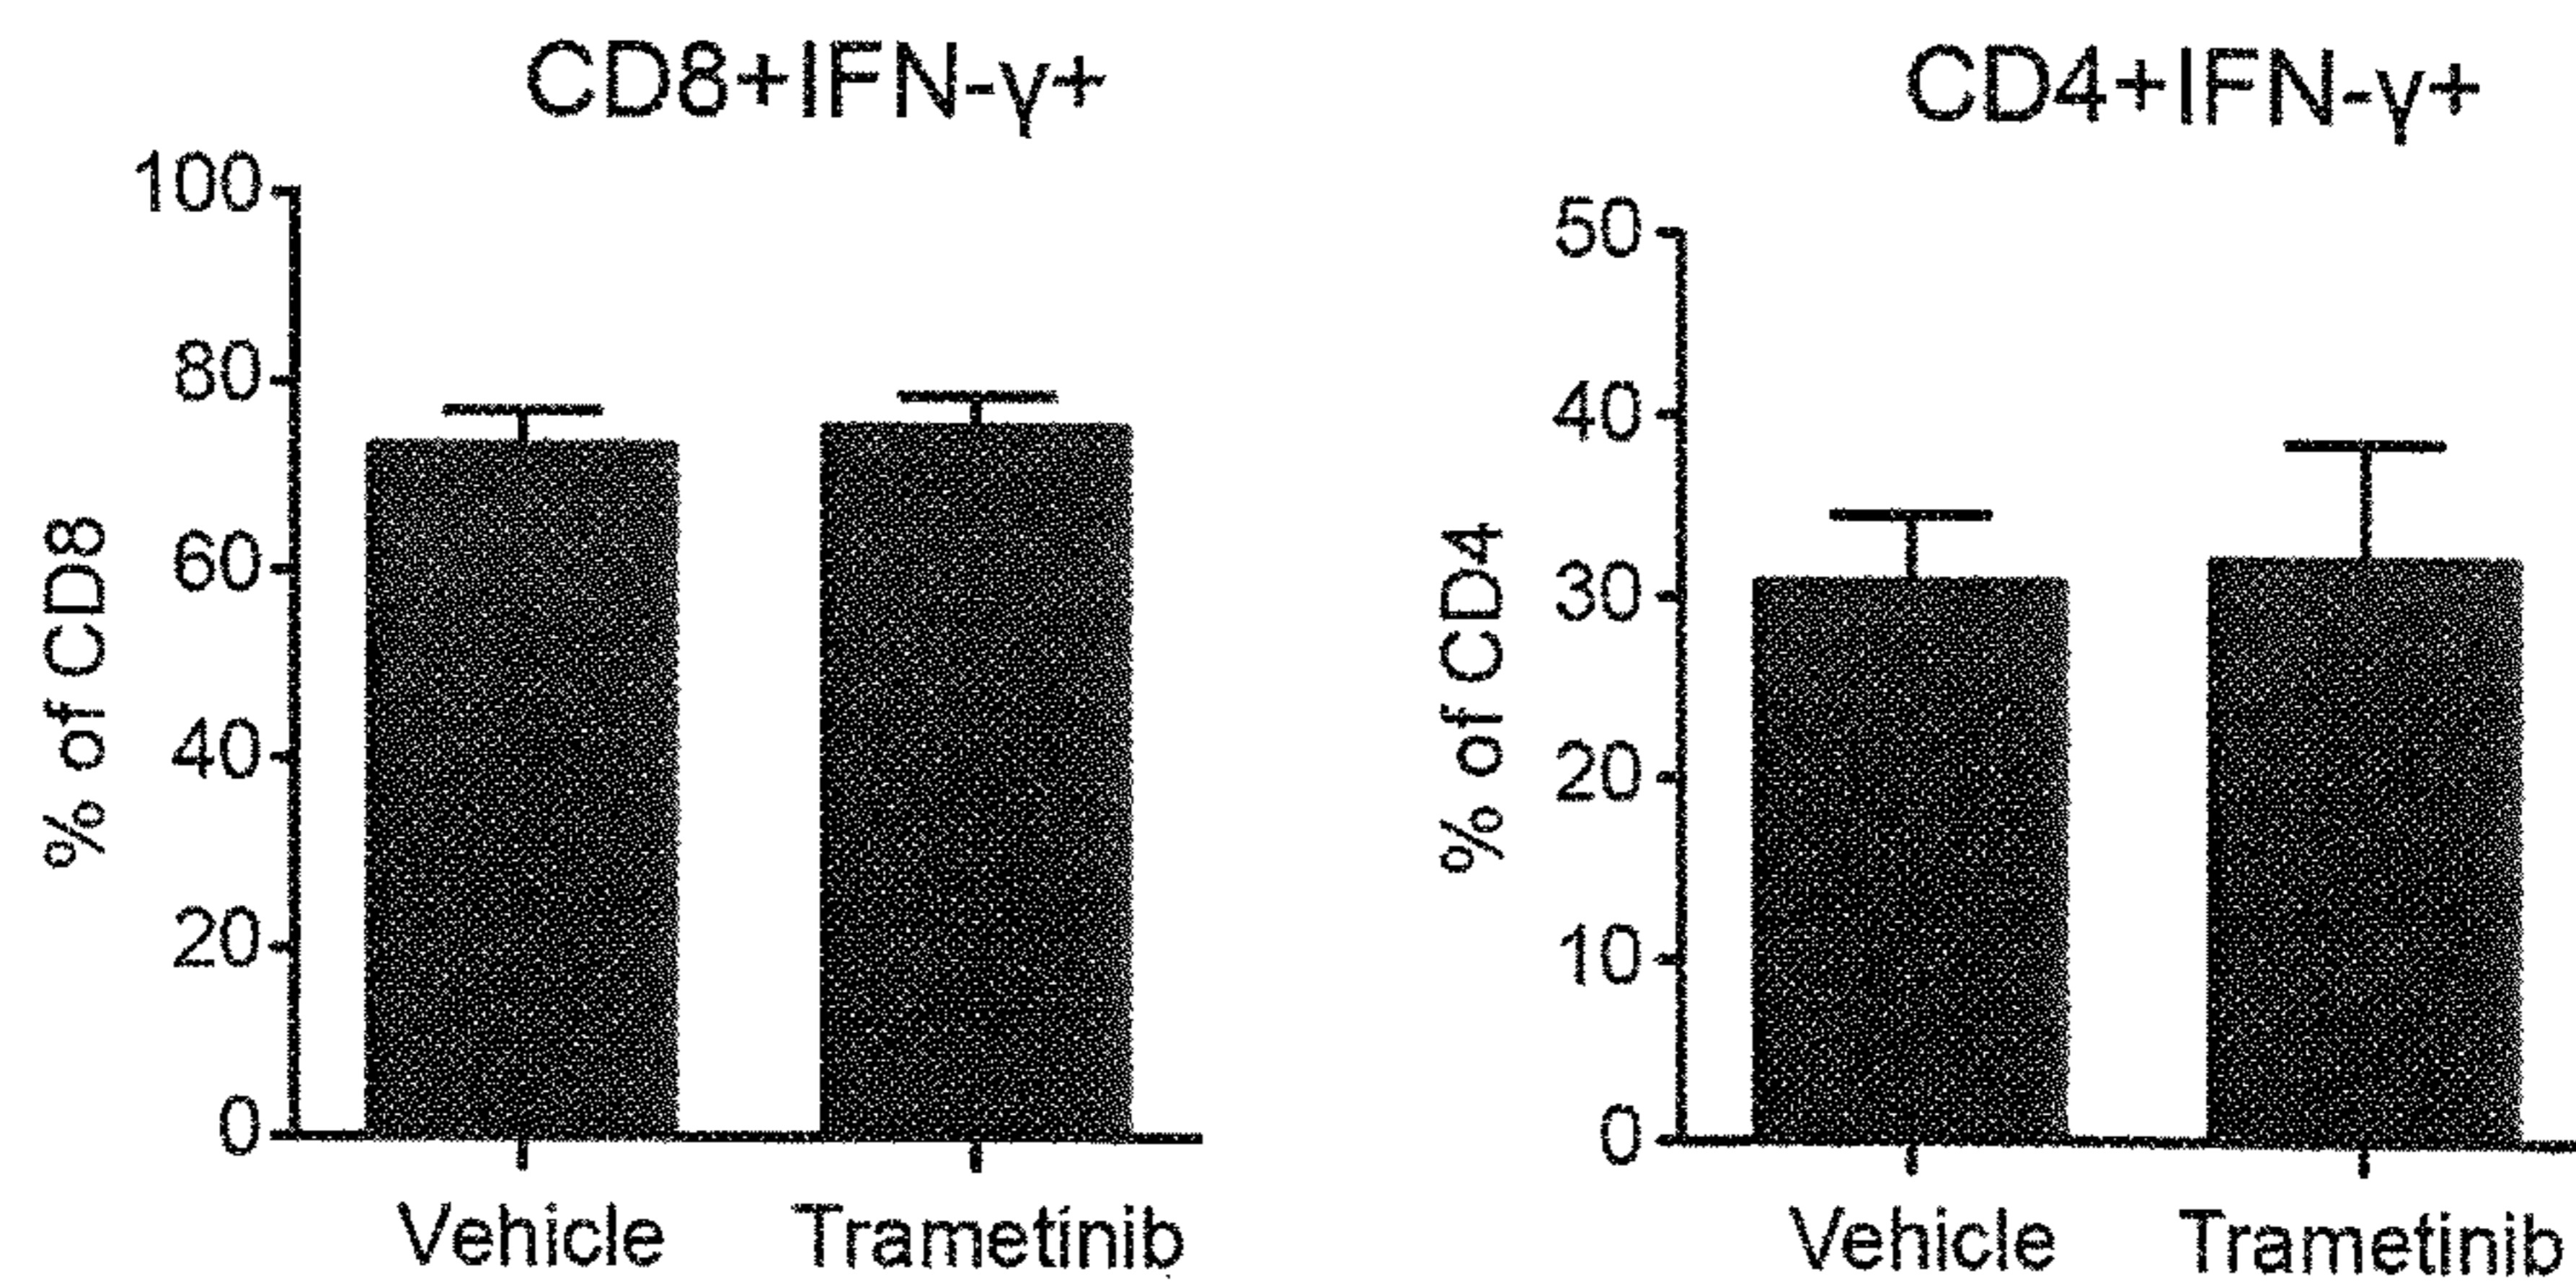 CD8+IFN-γ+
100
80
60
40
20
0
% of CD8
Vehicle Trametinib
CD4+IFN-γ+
50
40
30
20
10
0
% of CD4
Vehicle Trametinib